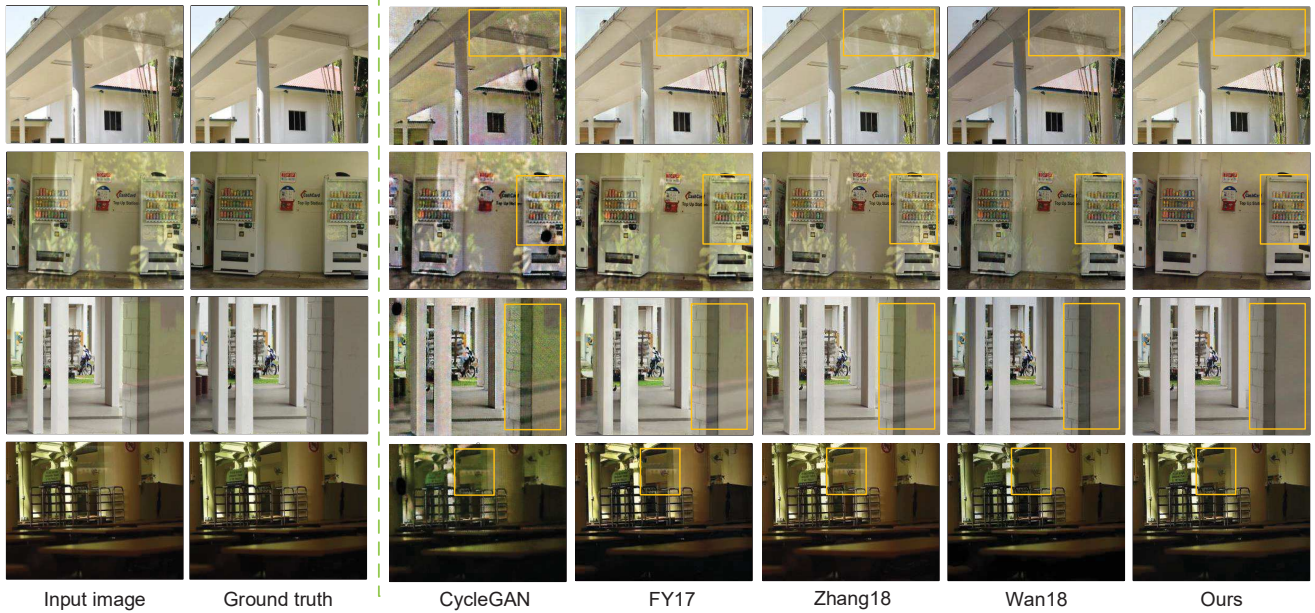 Input image
Ground truth
CycleGAN
FY17
Zhang18
Wan18
Ours